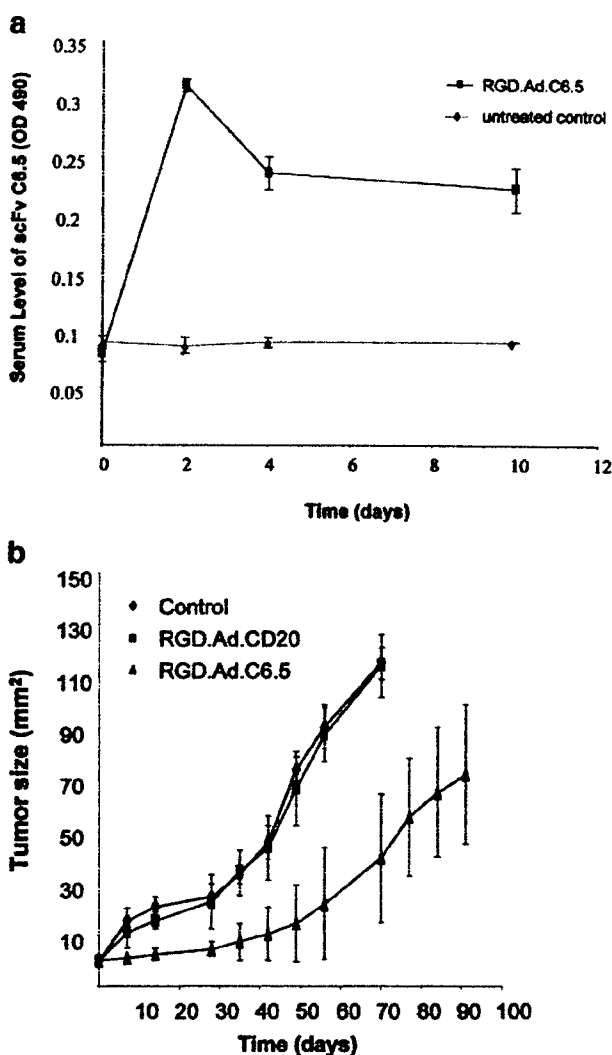 a
0.35
0.3
0.25
0.2
0.15
0.1
0.05
Serum Level of scFv C6.5 (OD 490)
RGD.Ad.C6.5
untreated control
0 2 4 6 8 10 12
Time (days)
b
150
130
110
90
70
50
30
10
Tumor size (mm²)
Control
RGD.Ad.CD20
RGD.Ad.C6.5
10 20 30 40 50 60 70 80 90 100
Time (days)